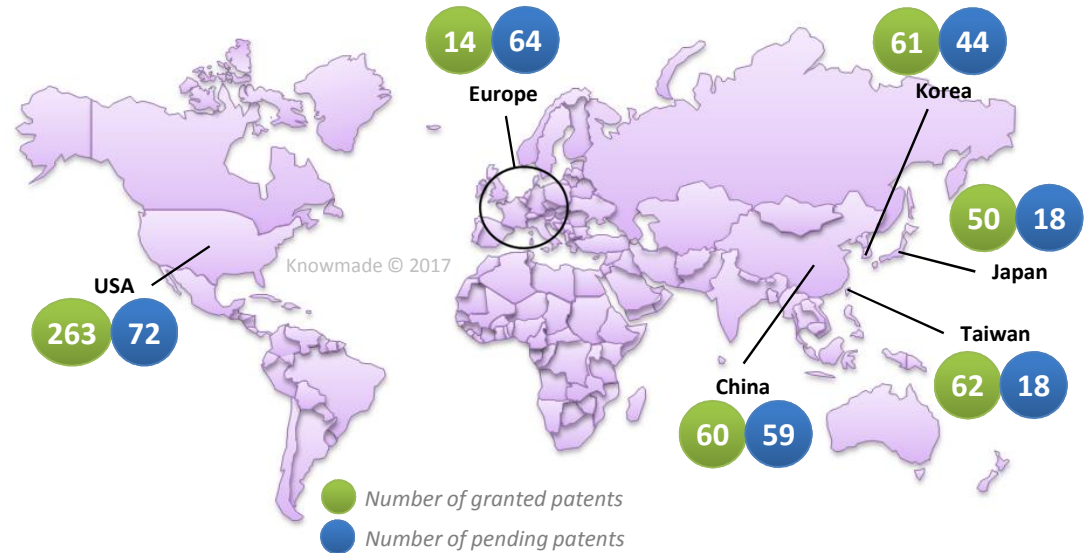 14 64
Europe
61 44
Korea
50 18
Japan
Knowmade © 2017
USA
263 72
Taiwan
62 18
China
60 59
Number of granted patents
Number of pending patents